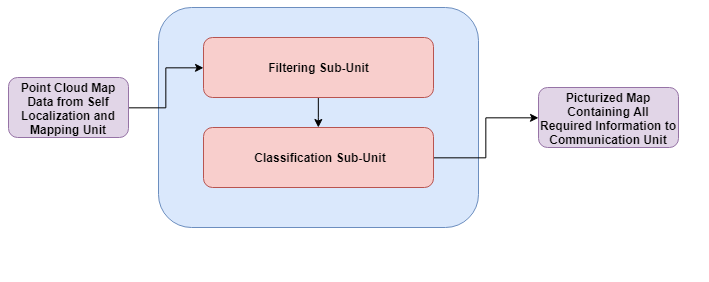 Filtering Sub-Unit
Point Cloud Map
Data from Self
Localization and
Mapping Unit
Classification Sub-Unit
Picturized Map
Containing All
Required Information to
Communication Unit